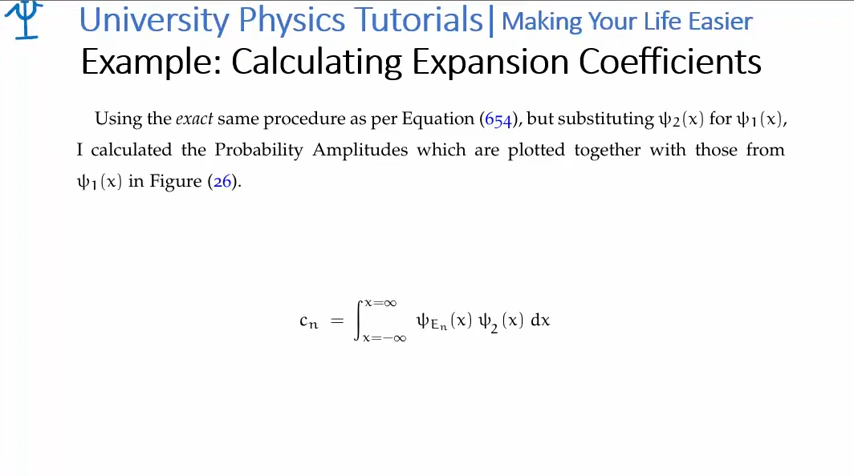 University Physics Tutorials| Making Your Life Easier
Example: Calculating Expansion Coefficients
Using the exact same procedure as per Equation (654), but substituting ψ₂(x) for ψ₁(x),
I calculated the Probability Amplitudes which are plotted together with those from
ψ₁(x) in Figure (26).
cₙ = ∫_{x=−∞}^{x=∞} ψ_{Eₙ}(x) ψ₂(x) dx